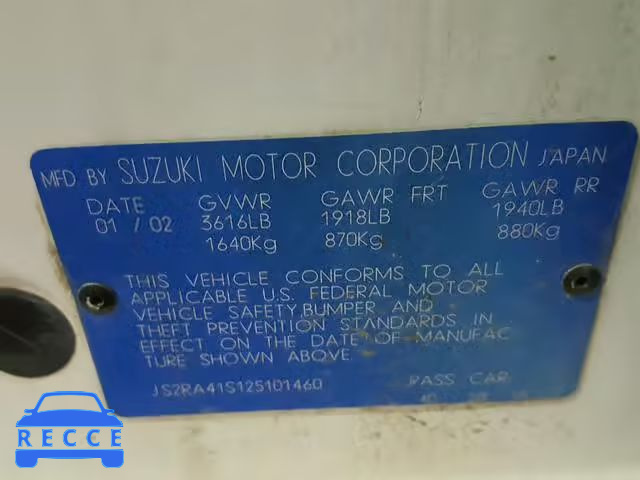 MFD BY SUZUKI MOTOR CORPORATION JAPAN
DATE GVWR GAWR FRT GAWR RR
01 / 02 3616LB 1918LB 1940LB
1640Kg 870Kg 880Kg
THIS VEHICLE CONFORMS TO ALL
APPLICABLE U.S. FEDERAL MOTOR
VEHICLE SAFETY,BUMPER AND
THEFT PREVENTION STANDARDS IN
EFFECT ON THE DATE OF MANUFAC
TURE SHOWN ABOVE.
JS2RA41S125101460 PASS CAR
RECCE